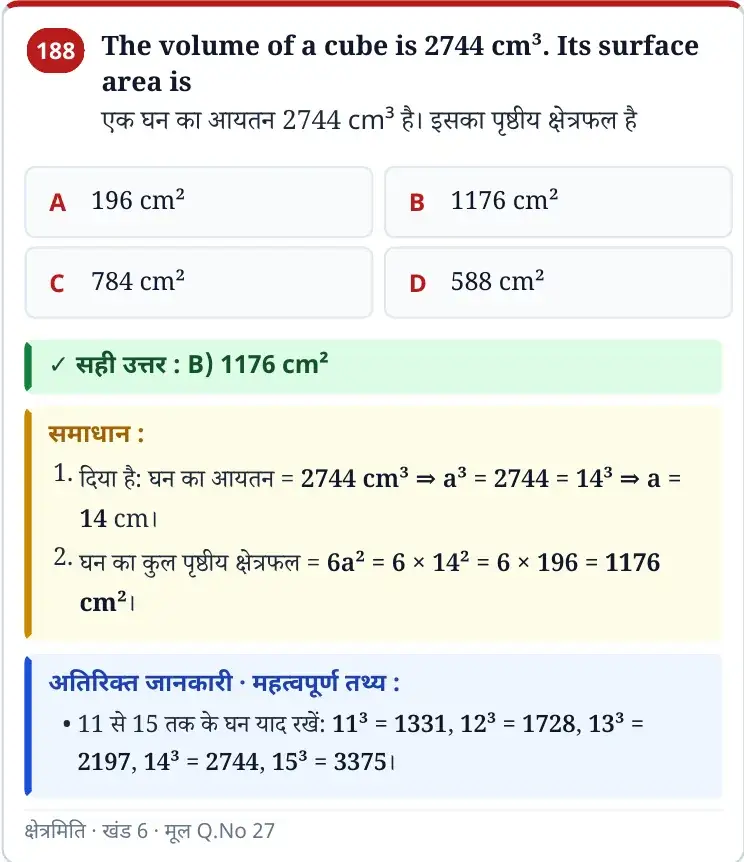 188 The volume of a cube is 2744 cm³. Its surface
area is
एक घन का आयतन 2744 cm³ है। इसका पृष्ठीय क्षेत्रफल है
A 196 cm² B 1176 cm²
C 784 cm² D 588 cm²
✓ सही उत्तर : B) 1176 cm²
समाधान :
1. दिया है: घन का आयतन = 2744 cm³ ⇒ a³ = 2744 = 14³ ⇒ a =
14 cm।
2. घन का कुल पृष्ठीय क्षेत्रफल = 6a² = 6 × 14² = 6 × 196 = 1176
cm²।
अतिरिक्त जानकारी · महत्वपूर्ण तथ्य :
• 11 से 15 तक के घन याद रखें: 11³ = 1331, 12³ = 1728, 13³ =
2197, 14³ = 2744, 15³ = 3375।
क्षेत्रमिति · खंड 6 · मूल Q.No 27